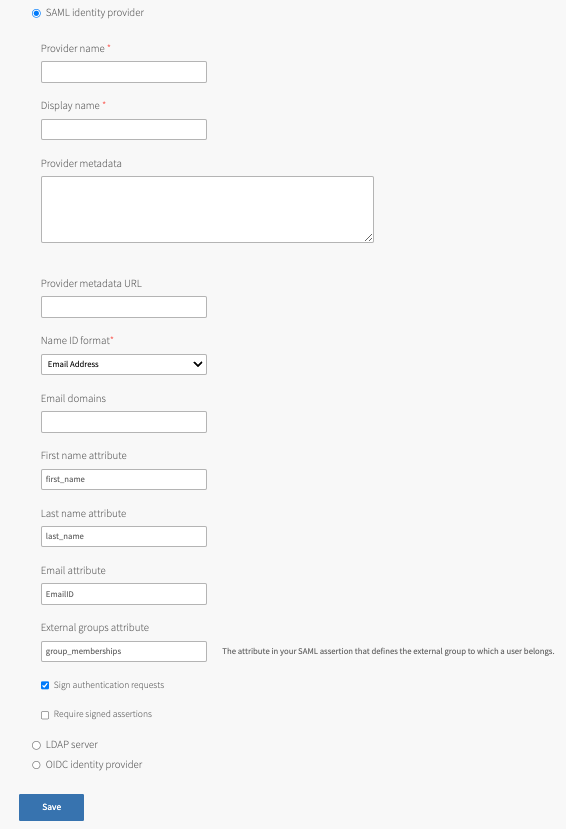 SAML identity provider
Provider name *
Display name *
Provider metadata
Provider metadata URL
Name ID format*
Email Address
Email domains
First name attribute
first_name
Last name attribute
last_name
Email attribute
EmailID
External groups attribute
group_memberships The attribute in your SAML assertion that defines the external group to which a user belongs.
Sign authentication requests
Require signed assertions
LDAP server
OIDC identity provider
Save